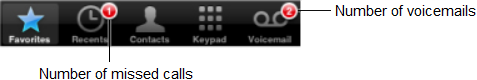 Number of voicemails
1
2
Favorites Recents Contacts Keypad Voicemail
Number of missed calls